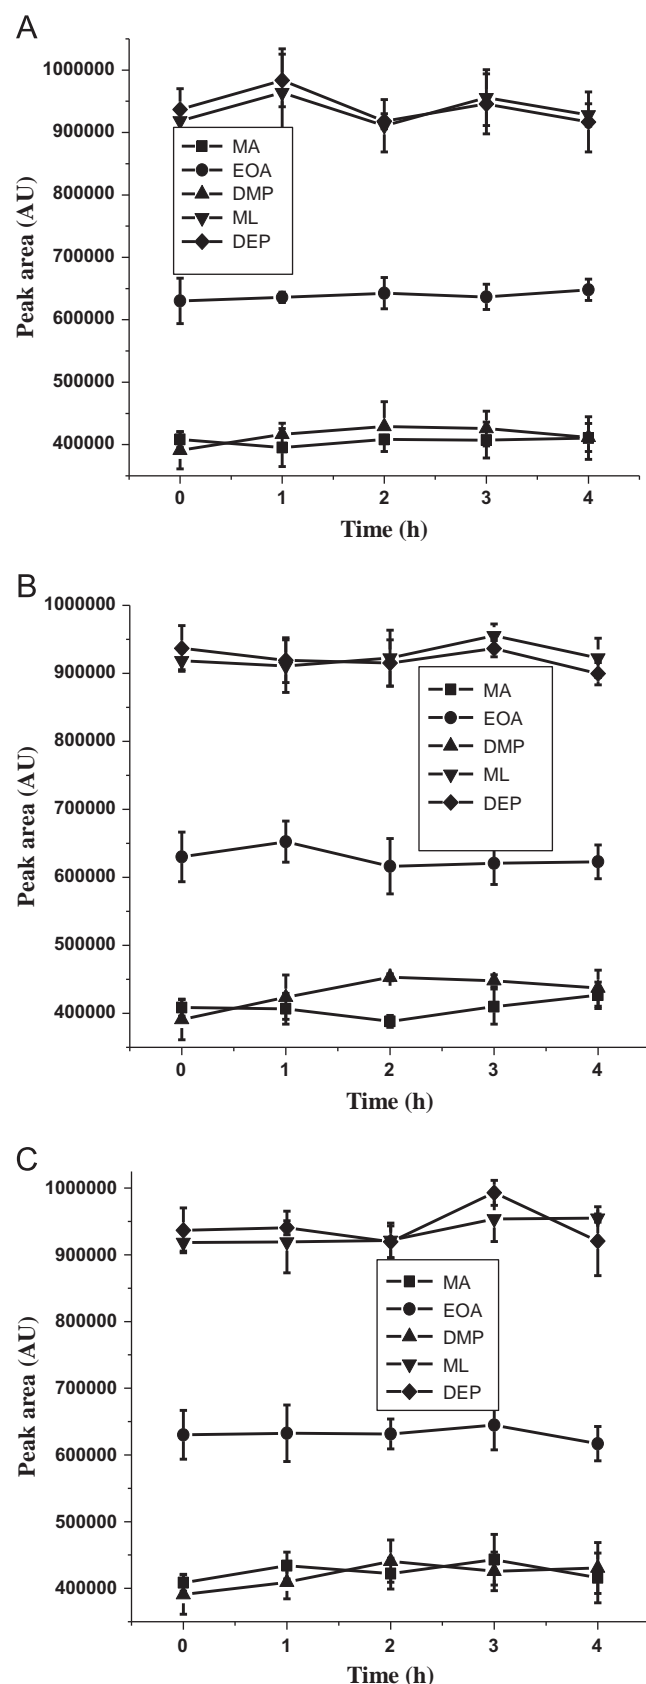 A
1000000
900000
800000
700000
600000
500000
400000
Peak area (AU)
MA
EOA
DMP
ML
DEP
0 1 2 3 4
Time (h)
B
1000000
900000
800000
700000
600000
500000
400000
Peak area (AU)
MA
EOA
DMP
ML
DEP
0 1 2 3 4
Time (h)
C
1000000
900000
800000
700000
600000
500000
400000
Peak area (AU)
MA
EOA
DMP
ML
DEP
0 1 2 3 4
Time (h)